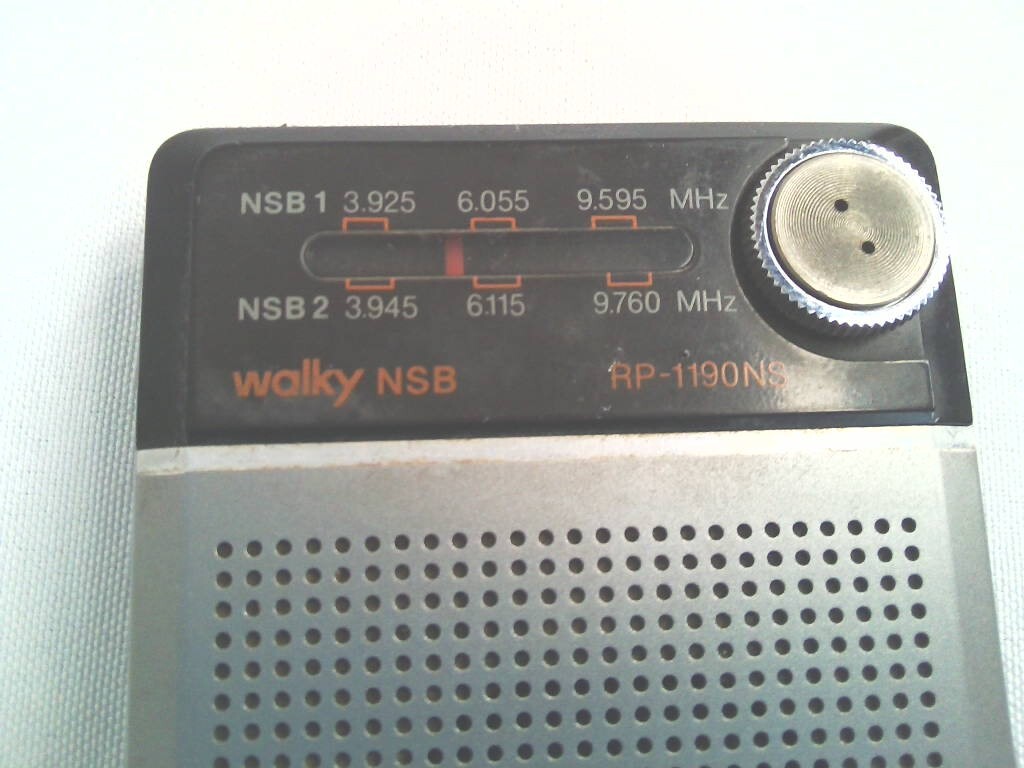 NSB 1 3.925 6.055 9.595 MHz
NSB 2 3.945 6.115 9.760 MHz
walky NSB RP-1190NS